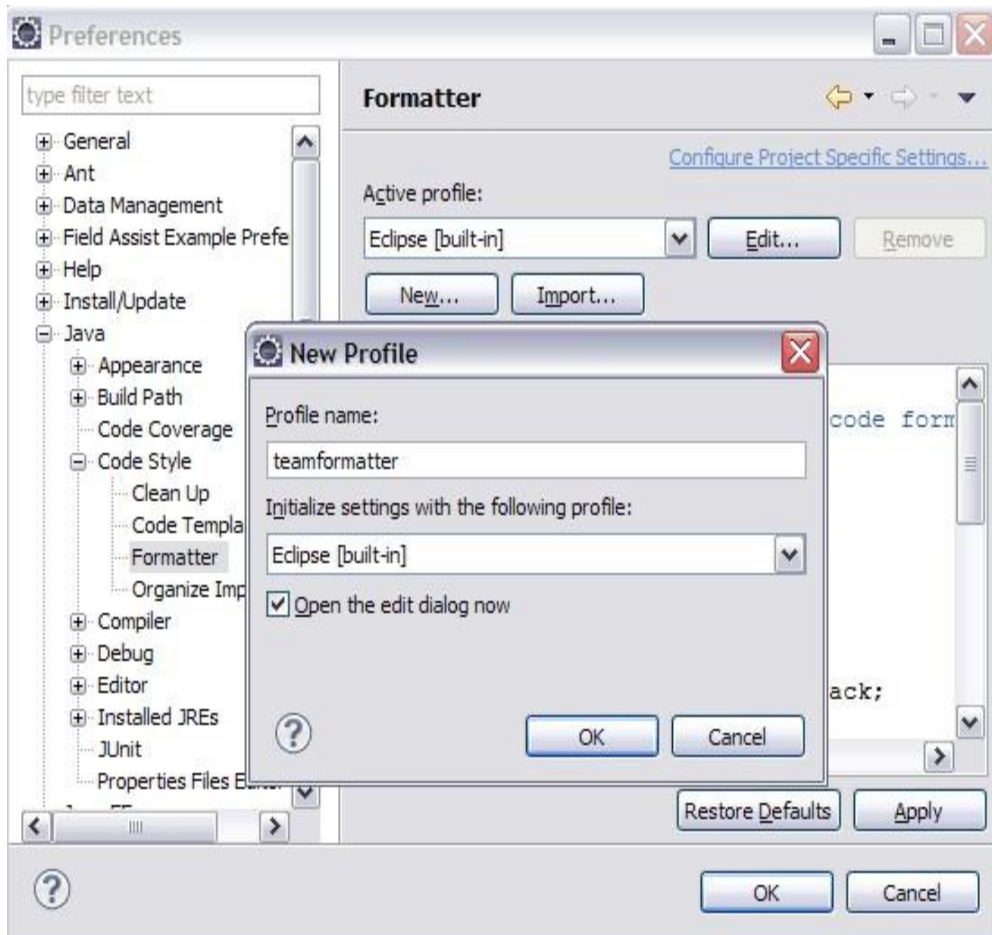 Preferences
type filter text
General
Ant
Data Management
Field Assist Example Prefe
Help
Install/Update
Java
Appearance
Build Path
Code Coverage
Code Style
Clean Up
Code Templa
Formatter
Organize Imp
Compiler
Debug
Editor
Installed JREs
JUnit
Properties Files
Formatter
Configure Project Specific Settings...
Active profile:
Eclipse [built-in]
Edit...
Remove
New...
Import...
code form
ack;
New Profile
Profile name:
teamformatter
Initialize settings with the following profile:
Eclipse [built-in]
Open the edit dialog now
OK
Cancel
Restore Defaults
Apply
OK
Cancel